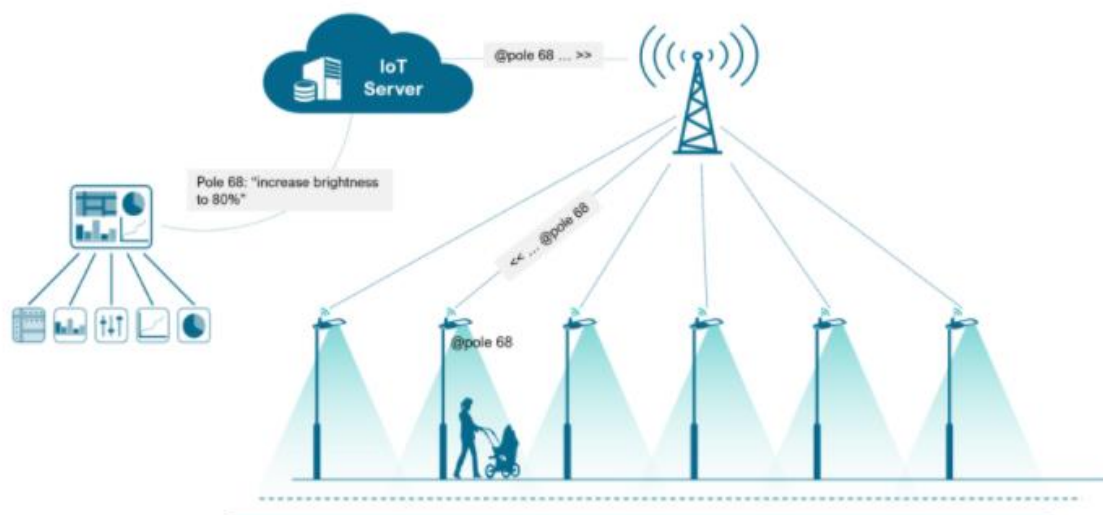 IoT
Server
@pole 68 ... >>
Pole 68: "increase brightness
to 80%"
<< ... @pole 68
@pole 68